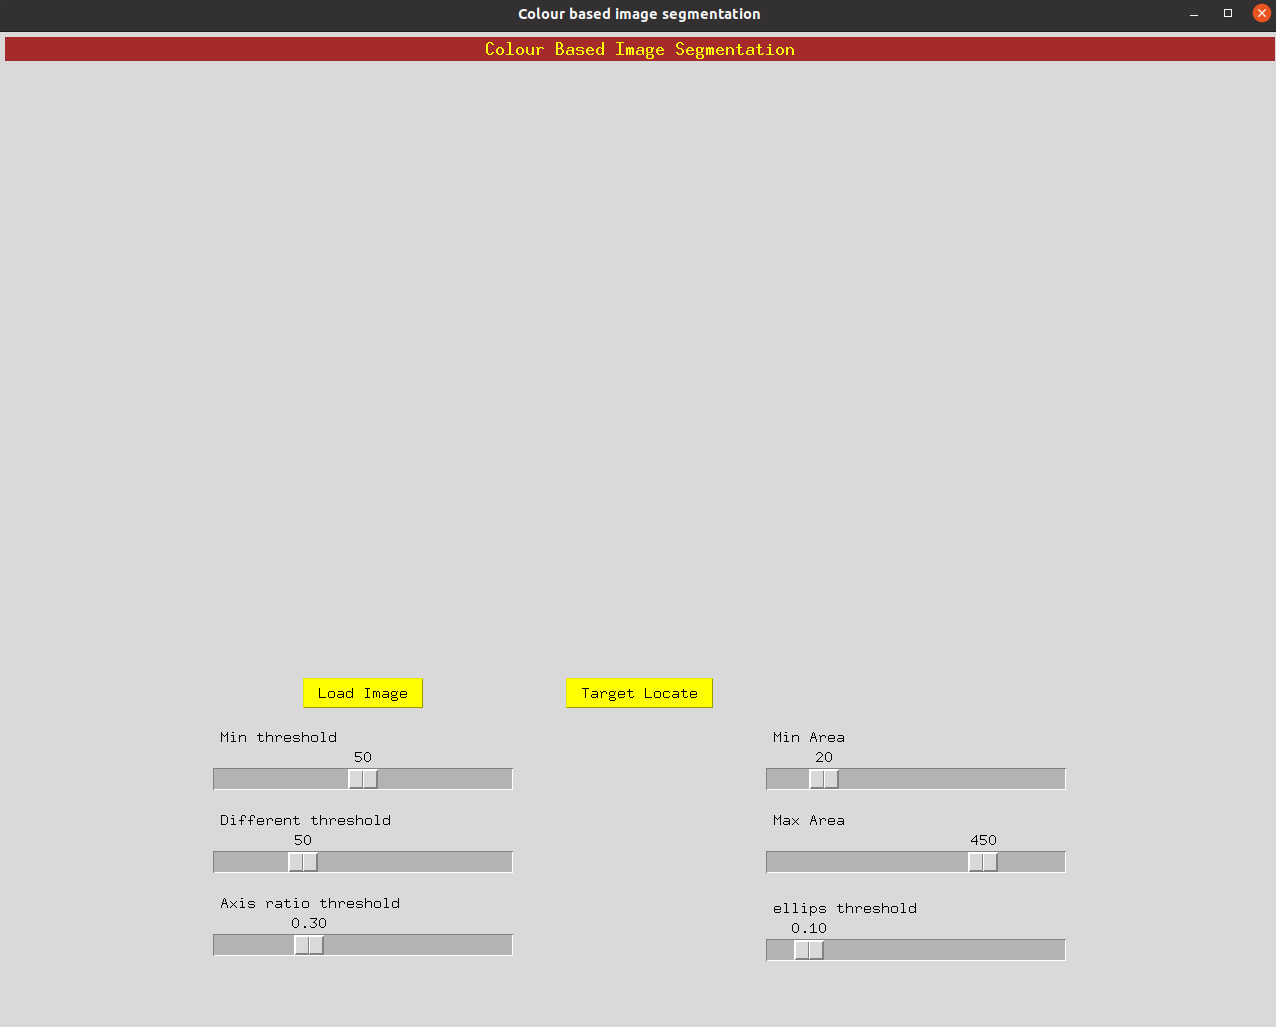 Colour based image segmentation
Colour Based Image Segmentation
Load Image
Target Locate
Min threshold
50
Different threshold
50
Axis ratio threshold
0.30
Min Area
20
Max Area
450
ellips threshold
0.10